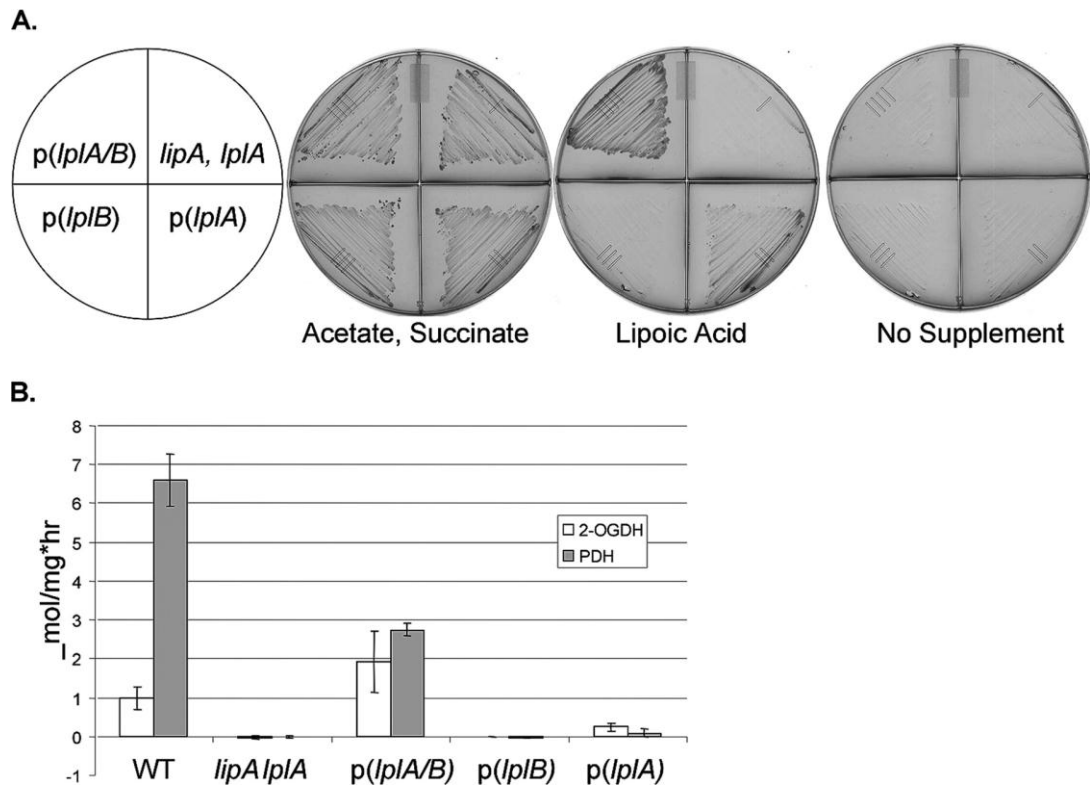 A.
p(lplA/B) lipA, lplA
p(lplB) p(lplA)
Acetate, Succinate Lipoic Acid No Supplement
B.
8
7
6
5
4
3
2
1
0
-1
_mol/mg*hr
2-OGDH
PDH
WT lipA lplA p(lplA/B) p(lplB) p(lplA)